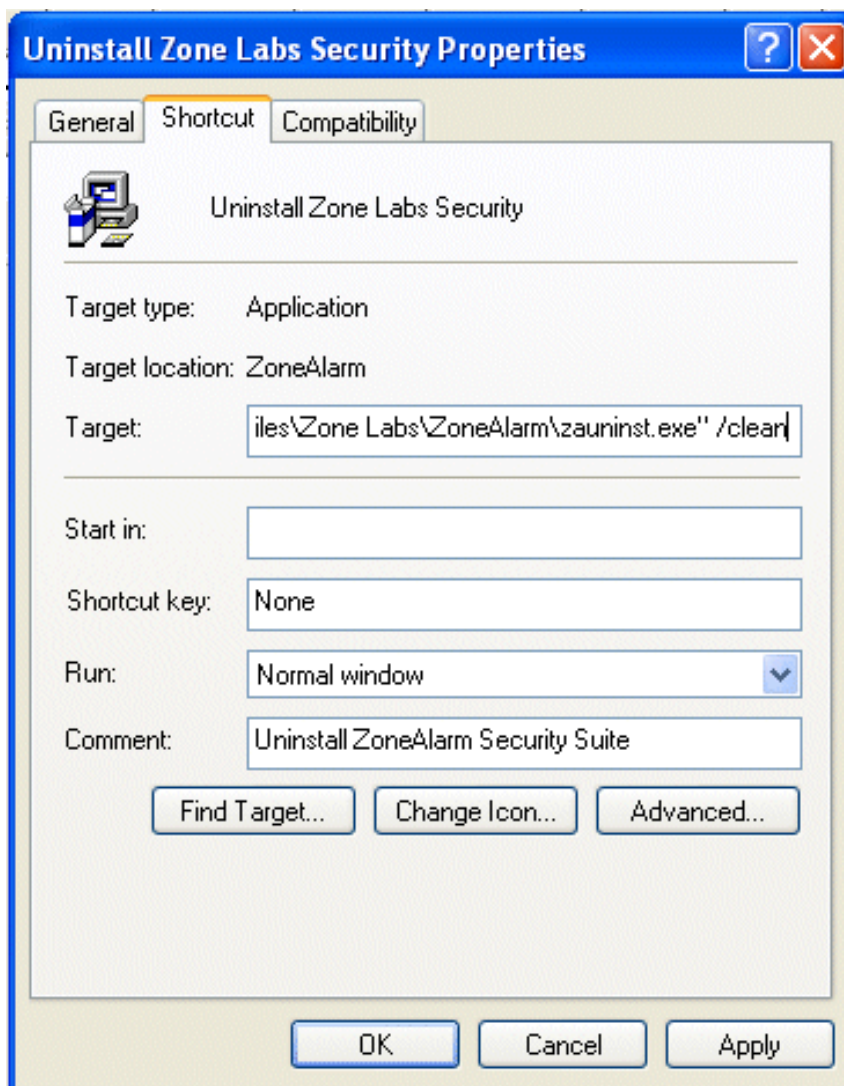 Uninstall Zone Labs Security Properties
General Shortcut Compatibility
Uninstall Zone Labs Security
Target type: Application
Target location: ZoneAlarm
Target: iles\Zone Labs\ZoneAlarm\zauninst.exe" /clean
Start in:
Shortcut key: None
Run: Normal window
Comment: Uninstall ZoneAlarm Security Suite
Find Target... Change Icon... Advanced...
OK Cancel Apply